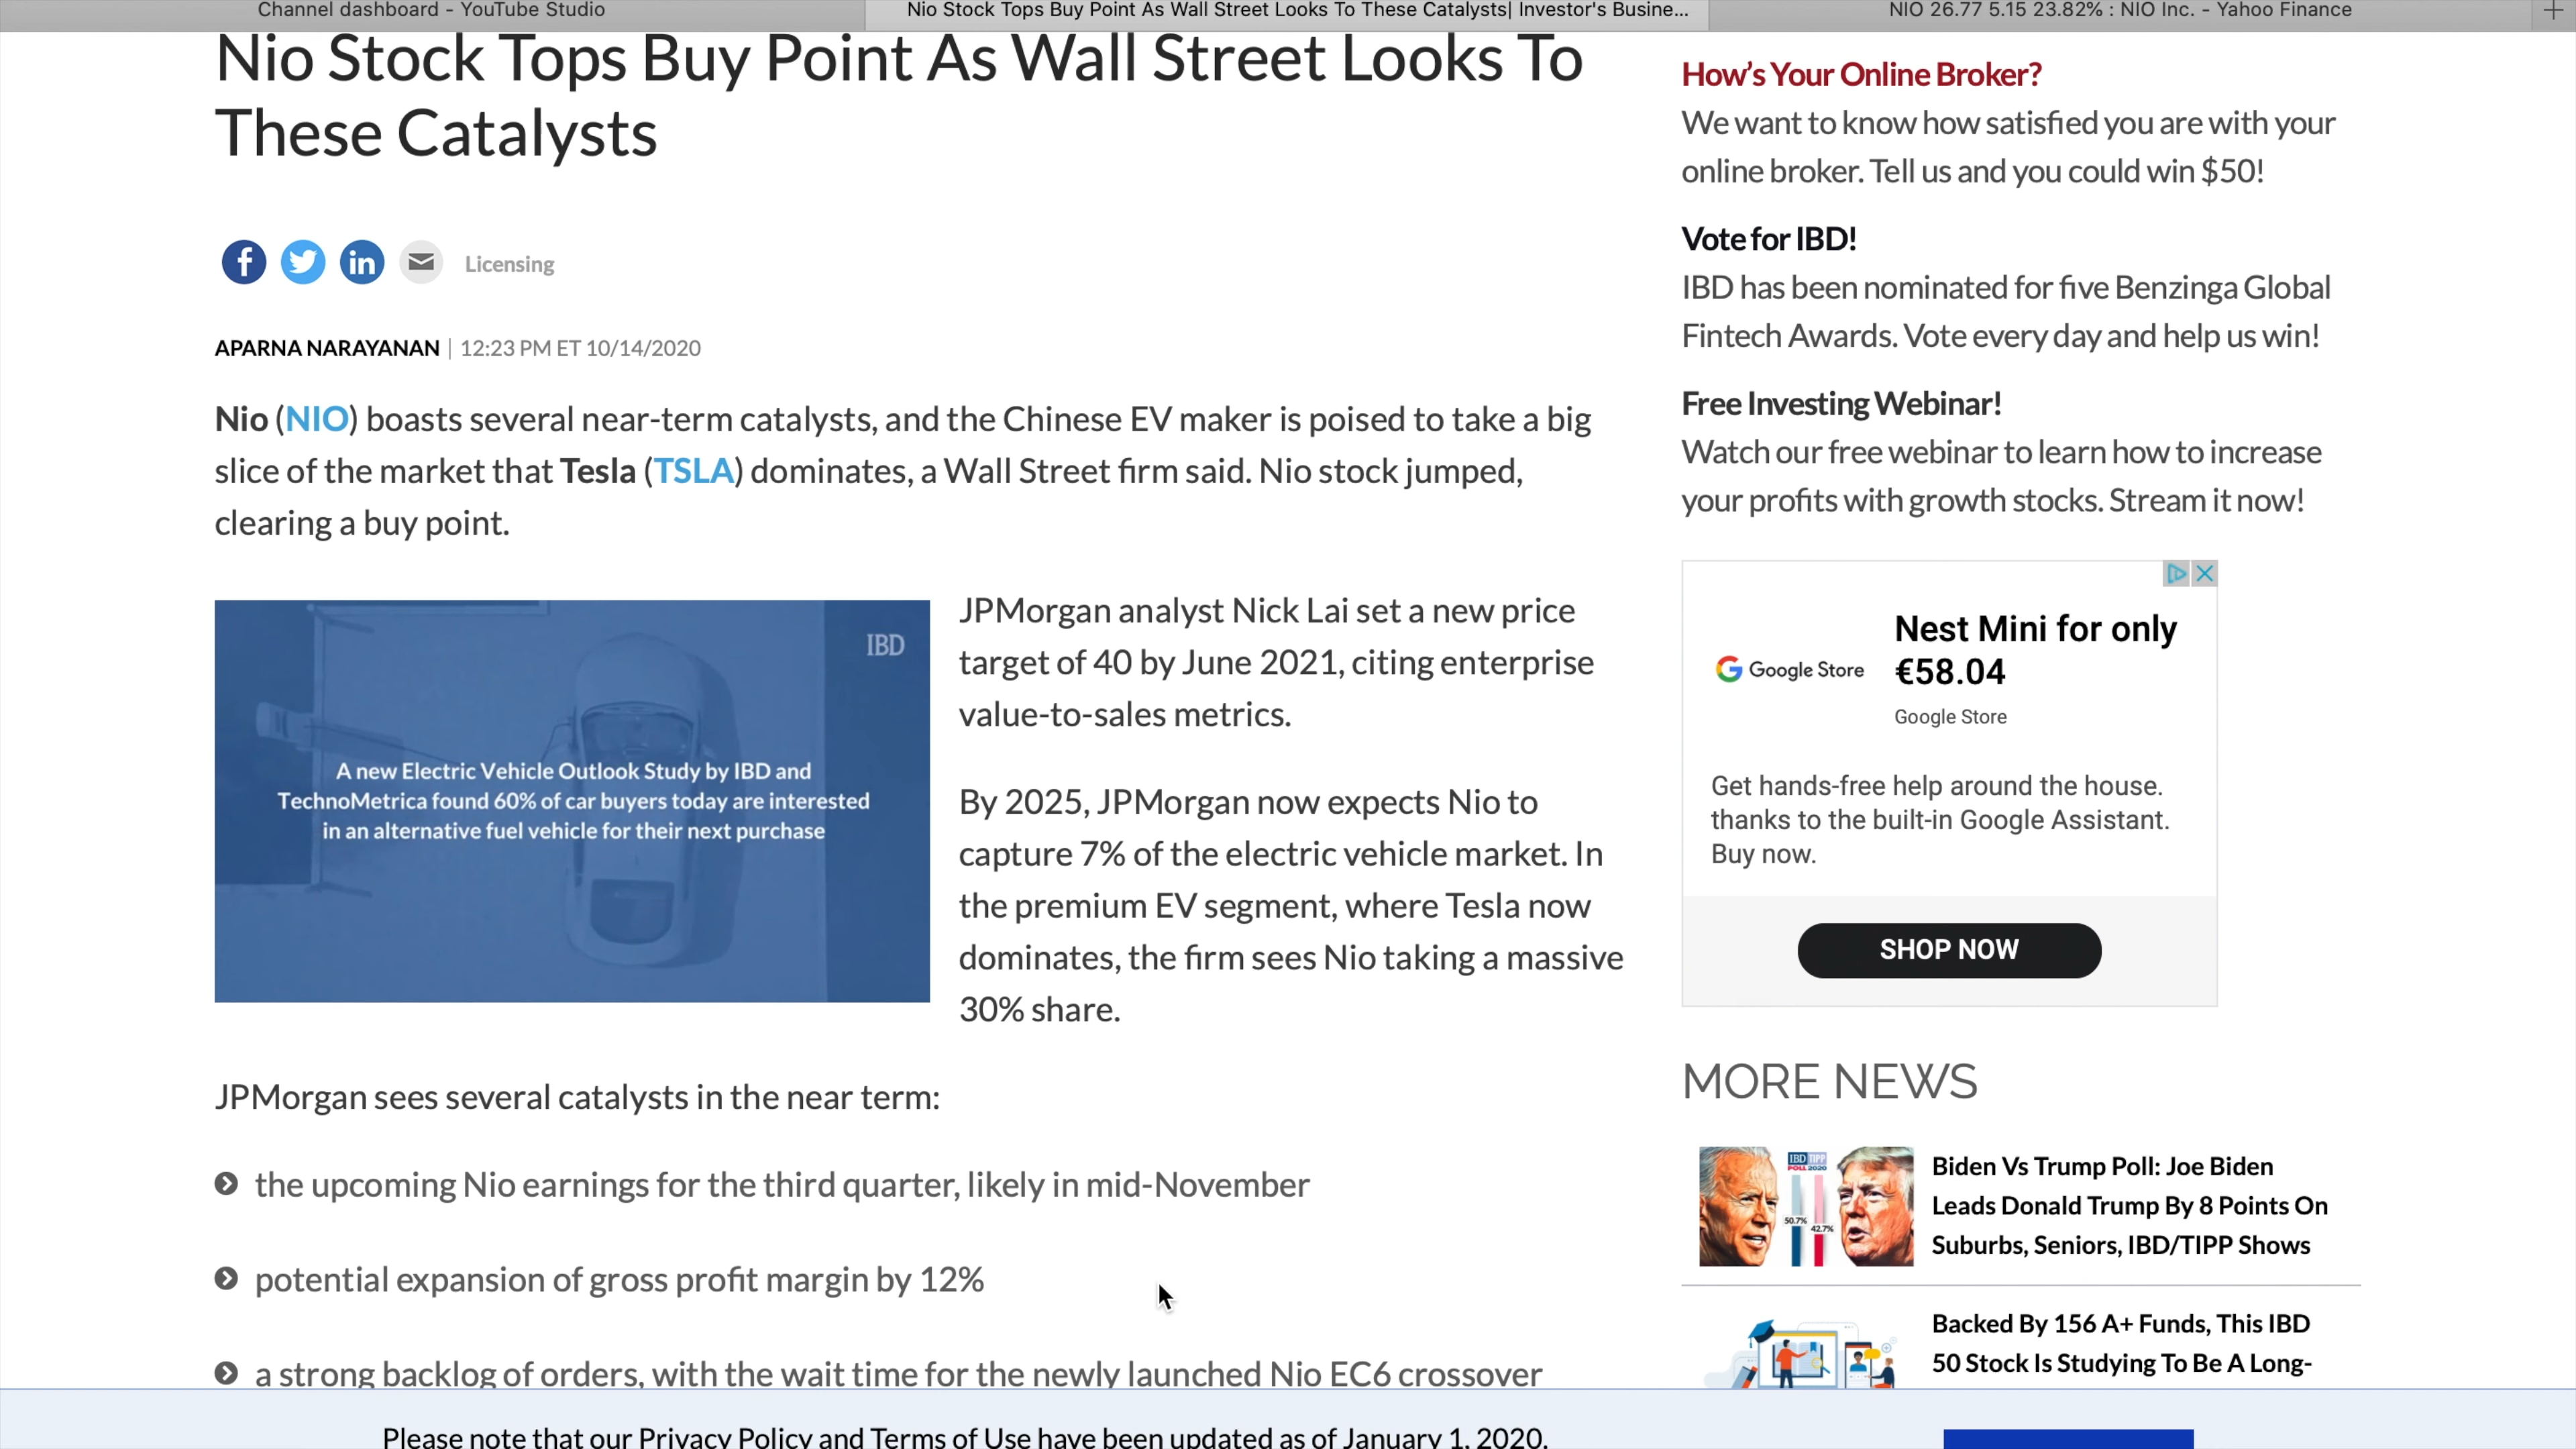 Channel dashboard - YouTube Studio
Nio Stock Tops Buy Point As Wall Street Looks To These Catalysts| Investor's Busine...
NIO 26.77 5.15 23.82% : NIO Inc. - Yahoo Finance
Nio Stock Tops Buy Point As Wall Street Looks To
These Catalysts
Licensing
APARNA NARAYANAN | 12:23 PM ET 10/14/2020
Nio (NIO) boasts several near-term catalysts, and the Chinese EV maker is poised to take a big
slice of the market that Tesla (TSLA) dominates, a Wall Street firm said. Nio stock jumped,
clearing a buy point.
IBD
A new Electric Vehicle Outlook Study by IBD and
TechnoMetrica found 60% of car buyers today are interested
in an alternative fuel vehicle for their next purchase
JPMorgan analyst Nick Lai set a new price
target of 40 by June 2021, citing enterprise
value-to-sales metrics.
By 2025, JPMorgan now expects Nio to
capture 7% of the electric vehicle market. In
the premium EV segment, where Tesla now
dominates, the firm sees Nio taking a massive
30% share.
JPMorgan sees several catalysts in the near term:
the upcoming Nio earnings for the third quarter, likely in mid-November
potential expansion of gross profit margin by 12%
a strong backlog of orders, with the wait time for the newly launched Nio EC6 crossover
How's Your Online Broker?
We want to know how satisfied you are with your
online broker. Tell us and you could win $50!
Vote for IBD!
IBD has been nominated for five Benzinga Global
Fintech Awards. Vote every day and help us win!
Free Investing Webinar!
Watch our free webinar to learn how to increase
your profits with growth stocks. Stream it now!
Google Store
Nest Mini for only
€58.04
Google Store
Get hands-free help around the house.
thanks to the built-in Google Assistant.
Buy now.
SHOP NOW
MORE NEWS
IBD TIPP
POLL 2020
50.7%
42.7%
Biden Vs Trump Poll: Joe Biden
Leads Donald Trump By 8 Points On
Suburbs, Seniors, IBD/TIPP Shows
Backed By 156 A+ Funds, This IBD
50 Stock Is Studying To Be A Long-
Please note that our Privacy Policy and Terms of Use have been updated as of January 1, 2020.